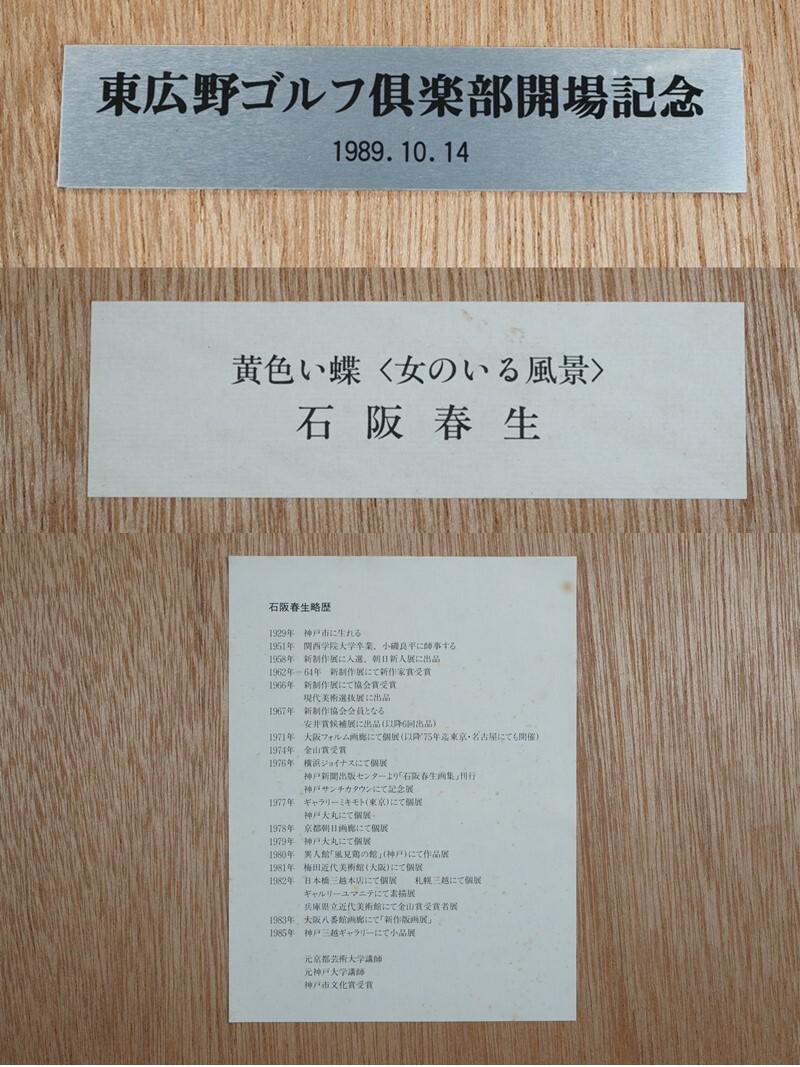 東広野ゴルフ倶楽部開場記念
1989.10.14
黄色い蝶〈女のいる風景〉
石阪春生
石阪春生略歴
1929年 神戸市に生れる
1951年 関西学院大学卒業、小磯良平に師事する
1958年 新制作展に入選、朝日新人展に出品
1962年−64年 新制作展にて新作家賞受賞
1966年 新制作展にて協会賞受賞
現代美術選抜展に出品
1967年 新制作協会会員となる
安井賞候補展に出品(以降6回出品)
1971年 大阪フォルム画廊にて個展(以降'75年迄東京・名古屋にても開催)
1974年 金山賞受賞
1976年 横浜ジョイナスにて個展
神戸新聞出版センターより「石阪春生画集」刊行
神戸サンチカタウンにて記念展
1977年 ギャラリーミキモト(東京)にて個展
神戸大丸にて個展
1978年 京都朝日画廊にて個展
1979年 神戸大丸にて個展
1980年 異人館「風見鶏の館」(神戸)にて作品展
1981年 梅田近代美術館(大阪)にて個展
1982年 日本橋三越本店にて個展 札幌三越にて個展
ギャルリーユマニテにて素描展
兵庫県立近代美術館にて金山賞受賞者展
1983年 大阪八番館画廊にて「新作版画展」
1985年 神戸三越ギャラリーにて小品展
元京都芸術大学講師
元神戸大学講師
神戸市文化賞受賞